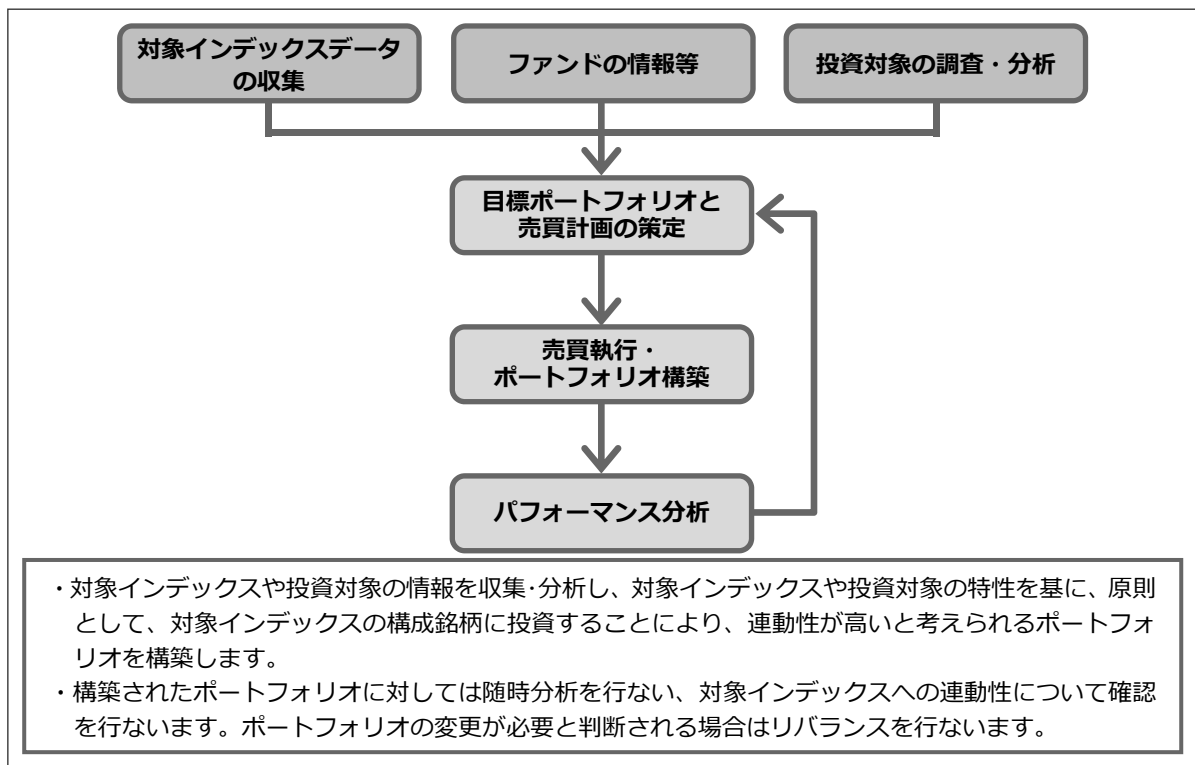 対象インデックスデータ
の収集
ファンドの情報等
投資対象の調査・分析
目標ポートフォリオと
売買計画の策定
売買執行・
ポートフォリオ構築
パフォーマンス分析
・対象インデックスや投資対象の情報を収集･分析し、対象インデックスや投資対象の特性を基に、原則
として、対象インデックスの構成銘柄に投資することにより、連動性が高いと考えられるポートフォ
リオを構築します。
・構築されたポートフォリオに対しては随時分析を行ない、対象インデックスへの連動性について確認
を行ないます。ポートフォリオの変更が必要と判断される場合はリバランスを行ないます。